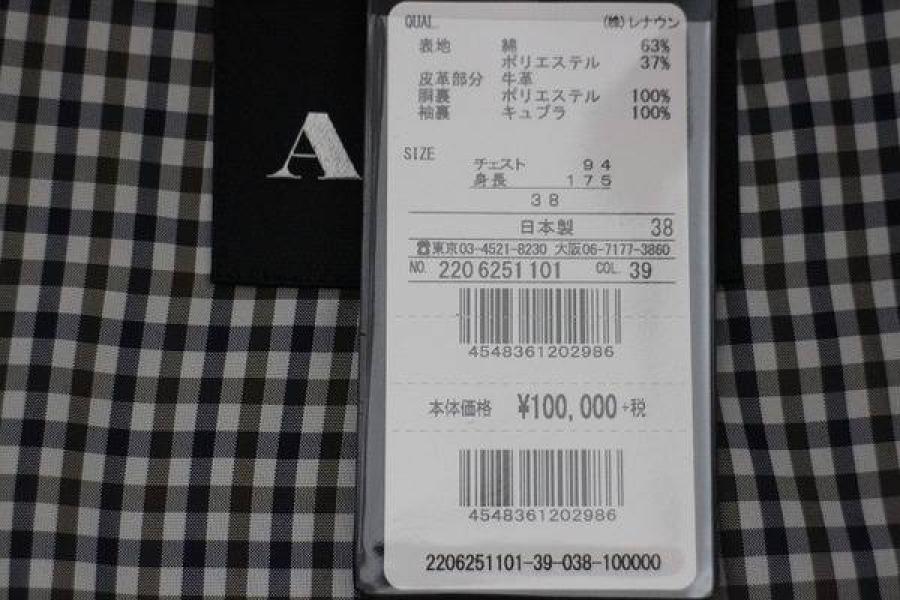 A
QUAL (株)レナウン
表地 綿 63%
ポリエステル 37%
皮革部分 牛革
胴裏 ポリエステル 100%
袖裏 キュプラ 100%
SIZE
チェスト 94
身長 175
38
日本製 38
☎東京03-4521-8230 大阪06-7177-3860
NO. 2206251101 COL. 39
4548361202986
本体価格 ¥100,000+税
4548361202986
2206251101-39-038-100000